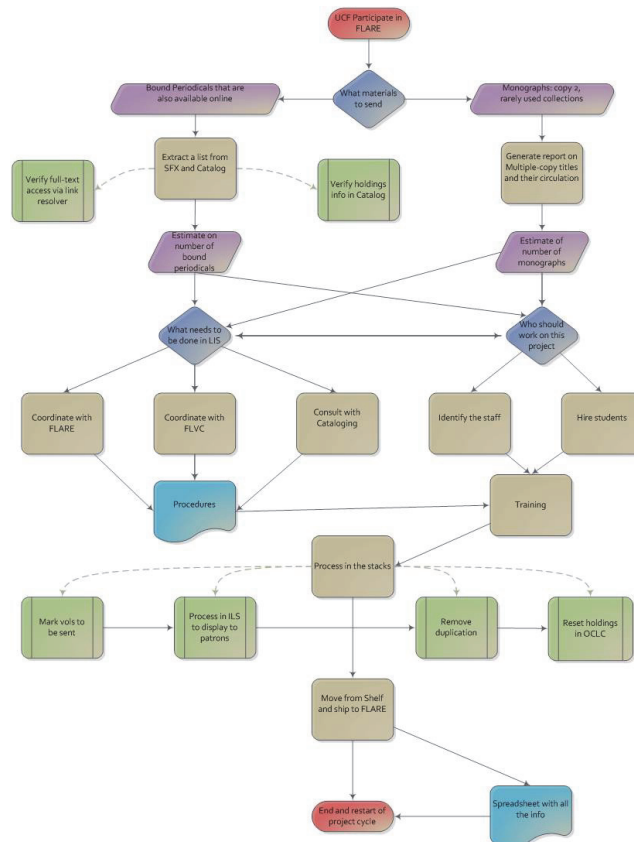 UCF Participate in
FLARE
Bound Periodicals that are
also available online
What materials
to send
Monographs: copy 2,
rarely used collections
Extract a list from
SFX and Catalog
Generate report on
Multiple-copy titles
and their circulation
Verify full-text
access via link
resolver
Verify holdings
info in Catalog
Estimate on
number of
bound
periodicals
Estimate of
number of
monographs
What needs to
be done in LIS
Who should
work on this
project
Coordinate with
FLARE
Coordinate with
FLVC
Consult with
Cataloging
Identify the staff
Hire students
Procedures
Training
Process in the stacks
Mark vols to
be sent
Process in ILS
to display to
patrons
Remove
duplication
Reset holdings
in OCLC
Move from Shelf
and ship to FLARE
End and restart of
project cycle
Spreadsheet with all
the info